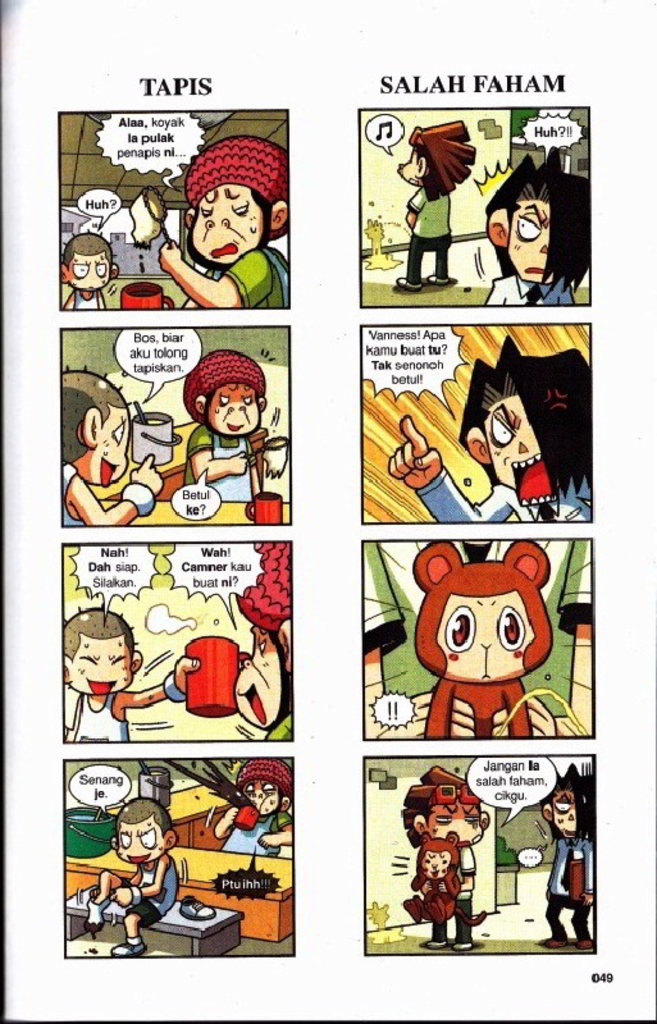 TAPIS
Alaa, koyak
la pulak
penapis ni...
Huh?
Bos, biar
aku tolong
tapiskan.
Betul
ke?
Nah!
Dah siap.
Silakan.
Wah!
Camner kau
buat ni?
Senang
je.
Ptuihh!!!
SALAH FAHAM
Huh?!!
Vanness! Apa
kamu buat tu?
Tak senonoh
betul!
!!
Jangan la
salah faham,
cikgu.
....
049